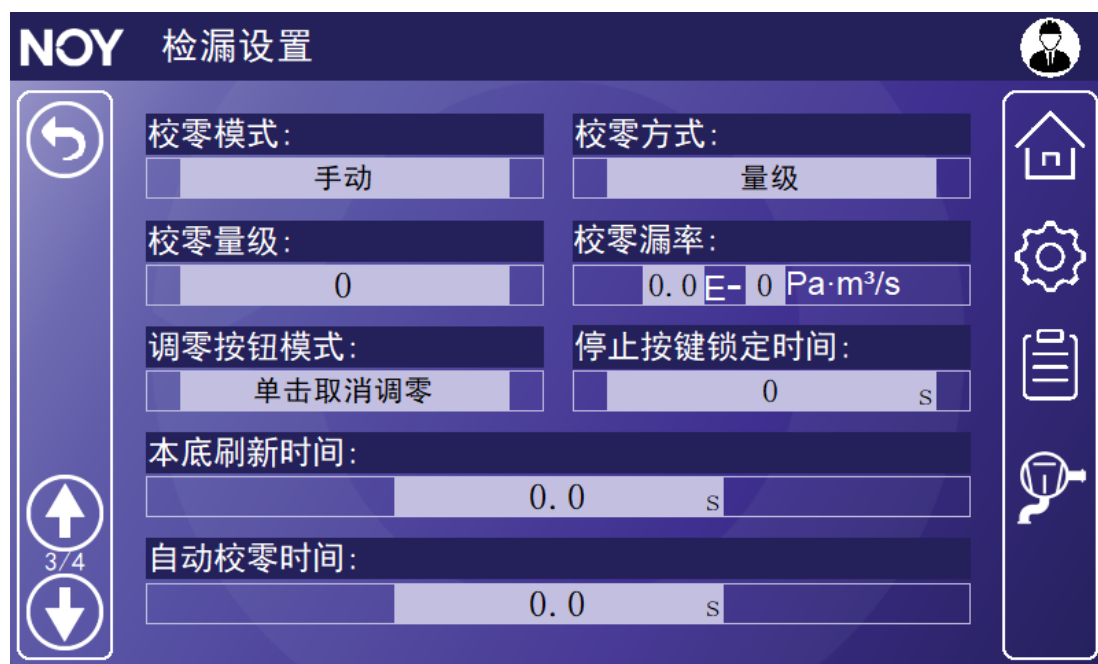 NOY 检漏设置
校零模式: 校零方式:
手动 量级
校零量级: 校零漏率:
0 0.0E-0 Pa·m³/s
调零按钮模式: 停止按键锁定时间:
单击取消调零 0 s
本底刷新时间:
0.0 s
3/4
自动校零时间:
0.0 s